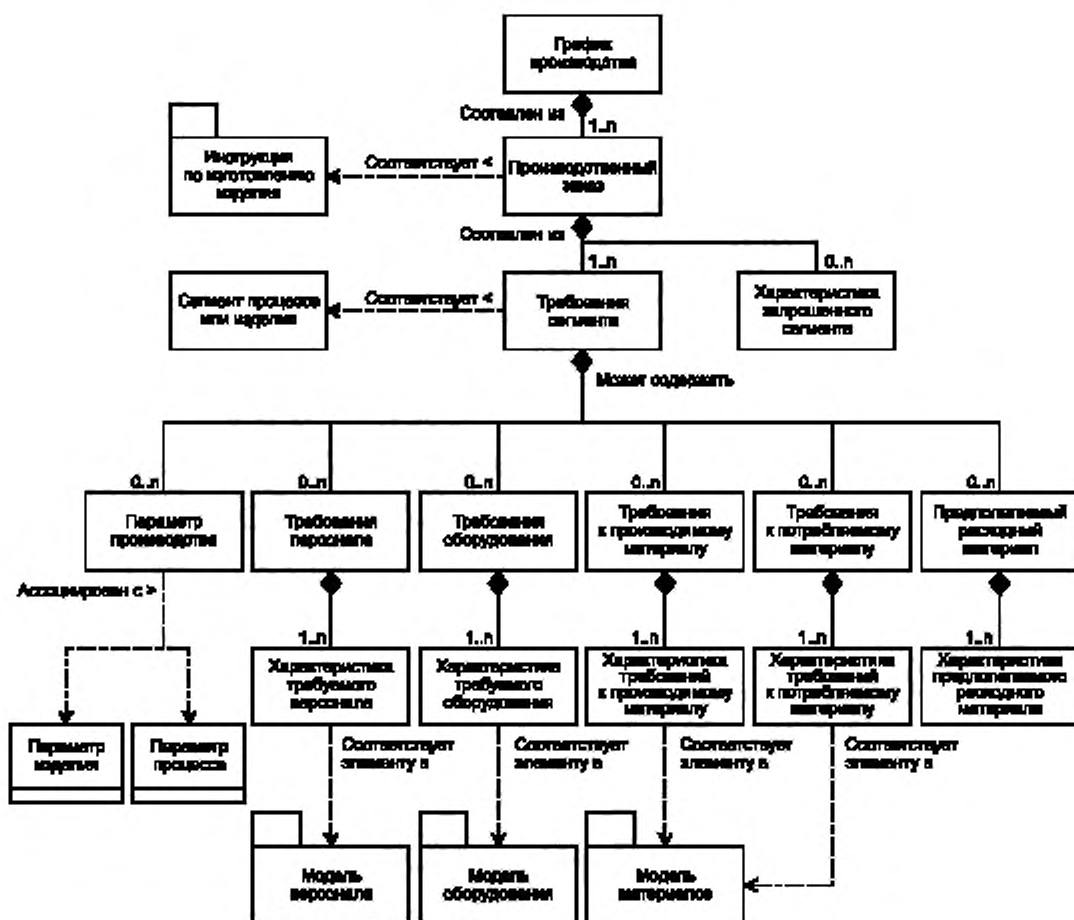 График
производства
Составлен из
1..n
Инструкция
по изготовлению
изделия
Соответствует <
Производственный
заказ
Составлен из
1..n
0..n
Сегмент процесса
или изделия
Соответствует <
Требования
сегмента
Характеристика
запрошенного
сегмента
Может содержать
0..n
0..n
0..n
0..n
0..n
0..n
Параметр
производства
Требования
персонала
Требования
оборудования
Требования
к производимому
материалу
Требования
к потребляемому
материалу
Предполагаемый
расходный
материал
Ассоциирован с >
1..n
1..n
1..n
1..n
1..n
Характеристика
требуемого
персонала
Характеристика
требуемого
оборудования
Характеристика
требований
к производимому
материалу
Характеристика
требований
к потребляемому
материалу
Характеристика
предполагаемого
расходного
материала
Параметр
изделия
Параметр
процесса
Соответствует
элементу в
Соответствует
элементу в
Соответствует
элементу в
Соответствует
элементу в
Модель
персонала
Модель
оборудования
Модель
материалов